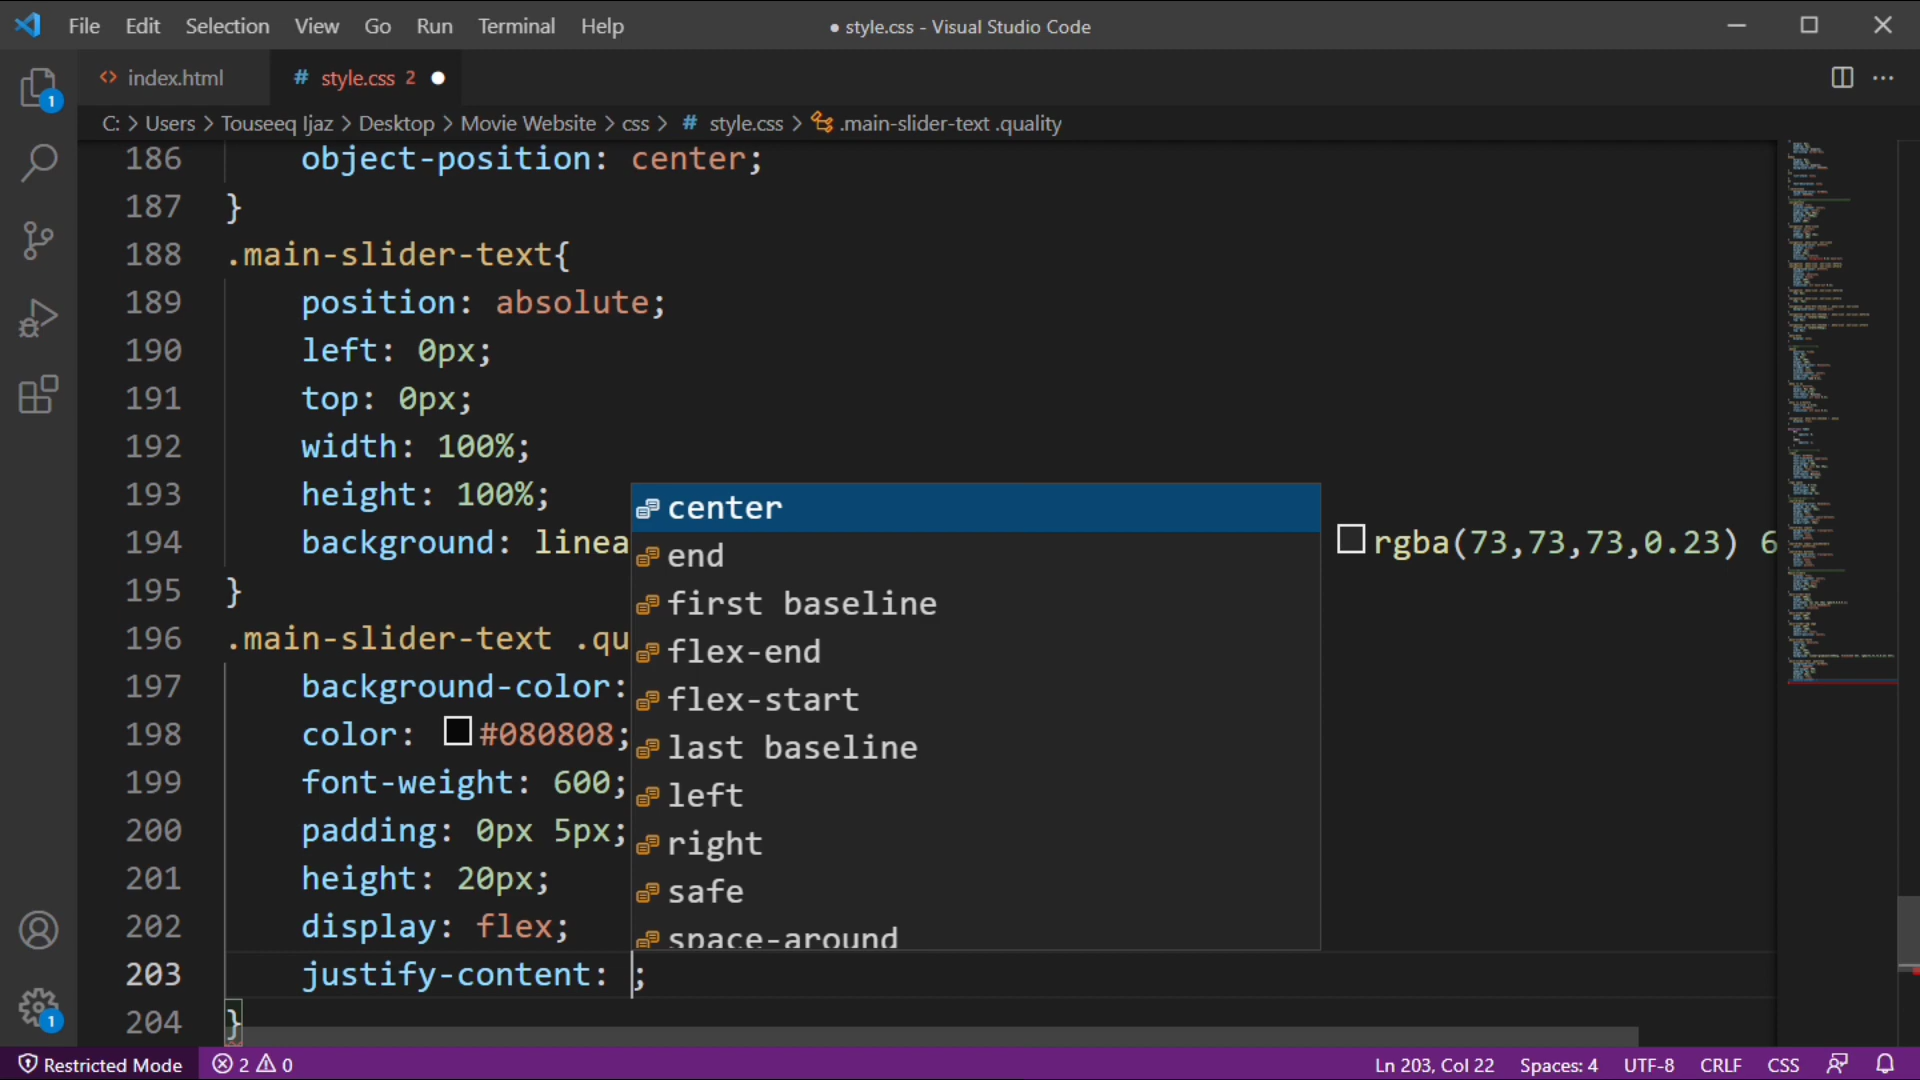 File Edit Selection View Go Run Terminal Help ● style.css - Visual Studio Code
1
<> index.html # style.css 2 ●
C: > Users > Touseeq Ijaz > Desktop > Movie Website > css > # style.css > .main-slider-text .quality
186 object-position: center;
187 }
188 .main-slider-text{
189 position: absolute;
190 left: 0px;
191 top: 0px;
192 width: 100%;
193 height: 100%;
194 background: linea rgba(73,73,73,0.23) 6
195 }
196 .main-slider-text .qu
197 background-color:
198 color: #080808;
199 font-weight: 600;
200 padding: 0px 5px;
201 height: 20px;
202 display: flex;
203 justify-content: ;
204 }
center
end
first baseline
flex-end
flex-start
last baseline
left
right
safe
space-around
1
Restricted Mode 2 0 Ln 203, Col 22 Spaces: 4 UTF-8 CRLF CSS